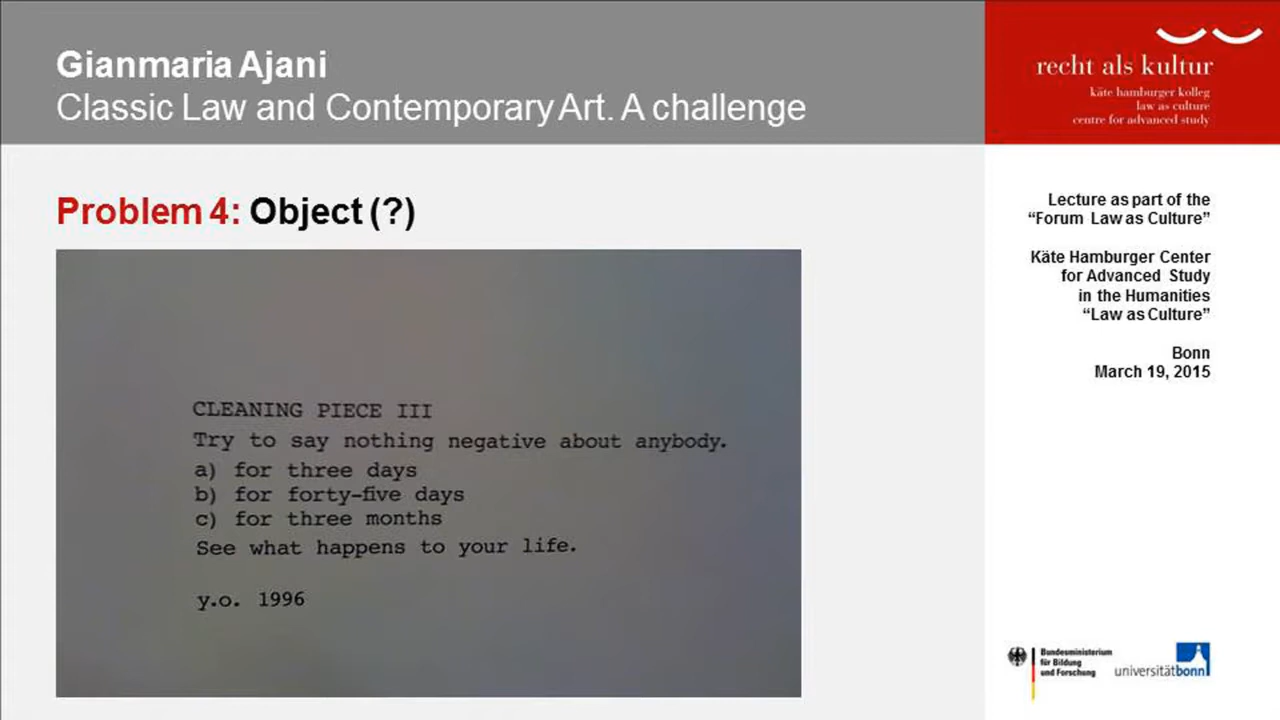 Gianmaria Ajani
Classic Law and Contemporary Art. A challenge
recht als kultur
käte hamburger kolleg
law as culture
centre for advanced study
Problem 4: Object (?)
CLEANING PIECE III
Try to say nothing negative about anybody.
a) for three days
b) for forty-five days
c) for three months
See what happens to your life.
y.o. 1996
Lecture as part of the
“Forum Law as Culture”
Käte Hamburger Center
for Advanced Study
in the Humanities
“Law as Culture”
Bonn
March 19, 2015
Bundesministerium
für Bildung
und Forschung
universitätbonn